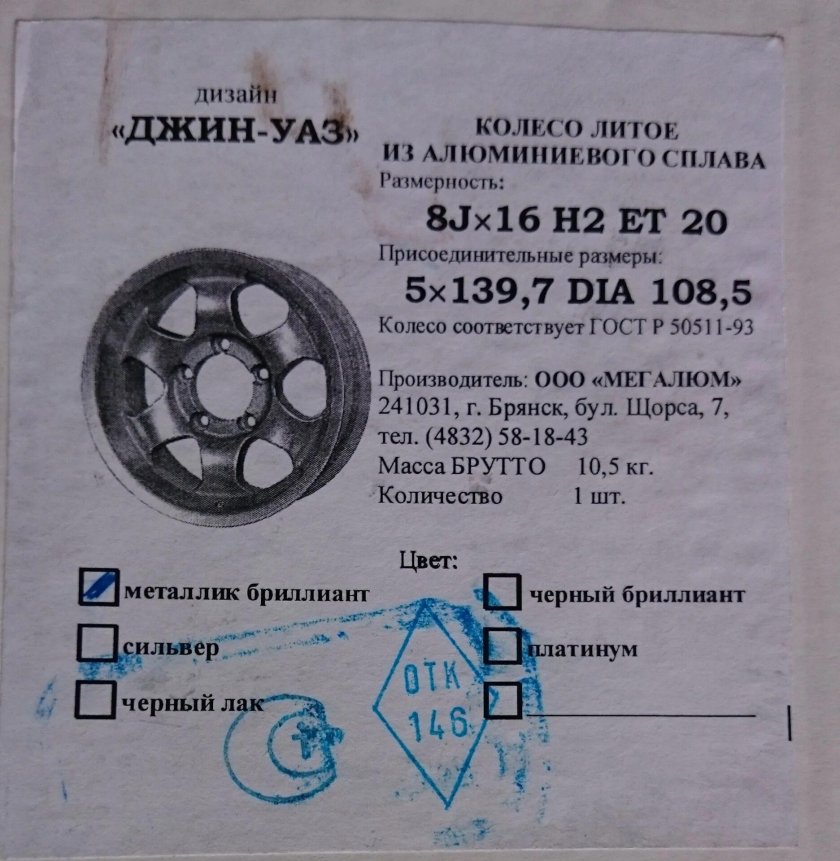 дизайн
«ДЖИН-УАЗ»
КОЛЕСО ЛИТОЕ
ИЗ АЛЮМИНИЕВОГО СПЛАВА
Размерность:
8J×16 H2 ET 20
Присоединительные размеры:
5×139,7 DIA 108,5
Колесо соответствует ГОСТ Р 50511-93
Производитель: ООО «МЕГАЛЮМ»
241031, г. Брянск, бул. Щорса, 7,
тел. (4832) 58-18-43
Масса БРУТТО 10,5 кг.
Количество 1 шт.
Цвет:
металлик бриллиант
сильвер
черный лак
черный бриллиант
платинум
ОТК
146